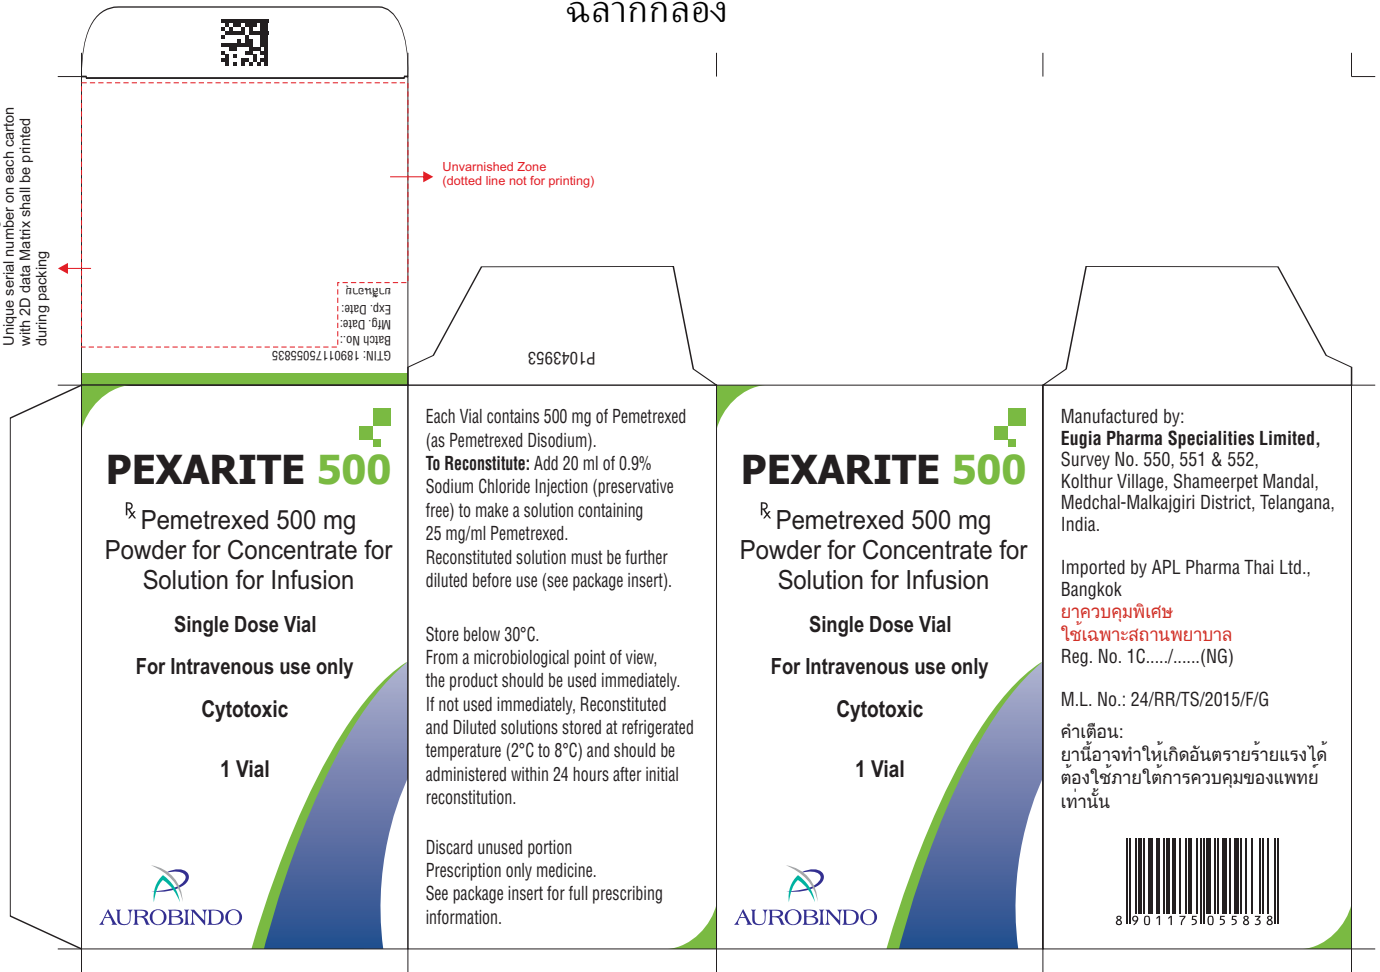 ฉลากกล่อง
Unique serial number on each carton
with 2D data Matrix shall be printed
during packing
Unvarnished Zone
(dotted line not for printing)
GTIN: 18901175055835
Batch No.:
Mfg. Date:
Exp. Date:
ยาสิ้นอายุ
P1043953
PEXARITE 500
Rx Pemetrexed 500 mg
Powder for Concentrate for
Solution for Infusion
Single Dose Vial
For Intravenous use only
Cytotoxic
1 Vial
AUROBINDO
Each Vial contains 500 mg of Pemetrexed
(as Pemetrexed Disodium).
To Reconstitute: Add 20 ml of 0.9%
Sodium Chloride Injection (preservative
free) to make a solution containing
25 mg/ml Pemetrexed.
Reconstituted solution must be further
diluted before use (see package insert).
Store below 30°C.
From a microbiological point of view,
the product should be used immediately.
If not used immediately, Reconstituted
and Diluted solutions stored at refrigerated
temperature (2°C to 8°C) and should be
administered within 24 hours after initial
reconstitution.
Discard unused portion
Prescription only medicine.
See package insert for full prescribing
information.
PEXARITE 500
Rx Pemetrexed 500 mg
Powder for Concentrate for
Solution for Infusion
Single Dose Vial
For Intravenous use only
Cytotoxic
1 Vial
AUROBINDO
Manufactured by:
Eugia Pharma Specialities Limited,
Survey No. 550, 551 & 552,
Kolthur Village, Shameerpet Mandal,
Medchal-Malkajgiri District, Telangana,
India.
Imported by APL Pharma Thai Ltd.,
Bangkok
ยาควบคุมพิเศษ
ใช้เฉพาะสถานพยาบาล
Reg. No. 1C...../......(NG)
M.L. No.: 24/RR/TS/2015/F/G
คำเตือน:
ยานี้อาจทำให้เกิดอันตรายร้ายแรงได้
ต้องใช้ภายใต้การควบคุมของแพทย์
เท่านั้น
8 901175 055838